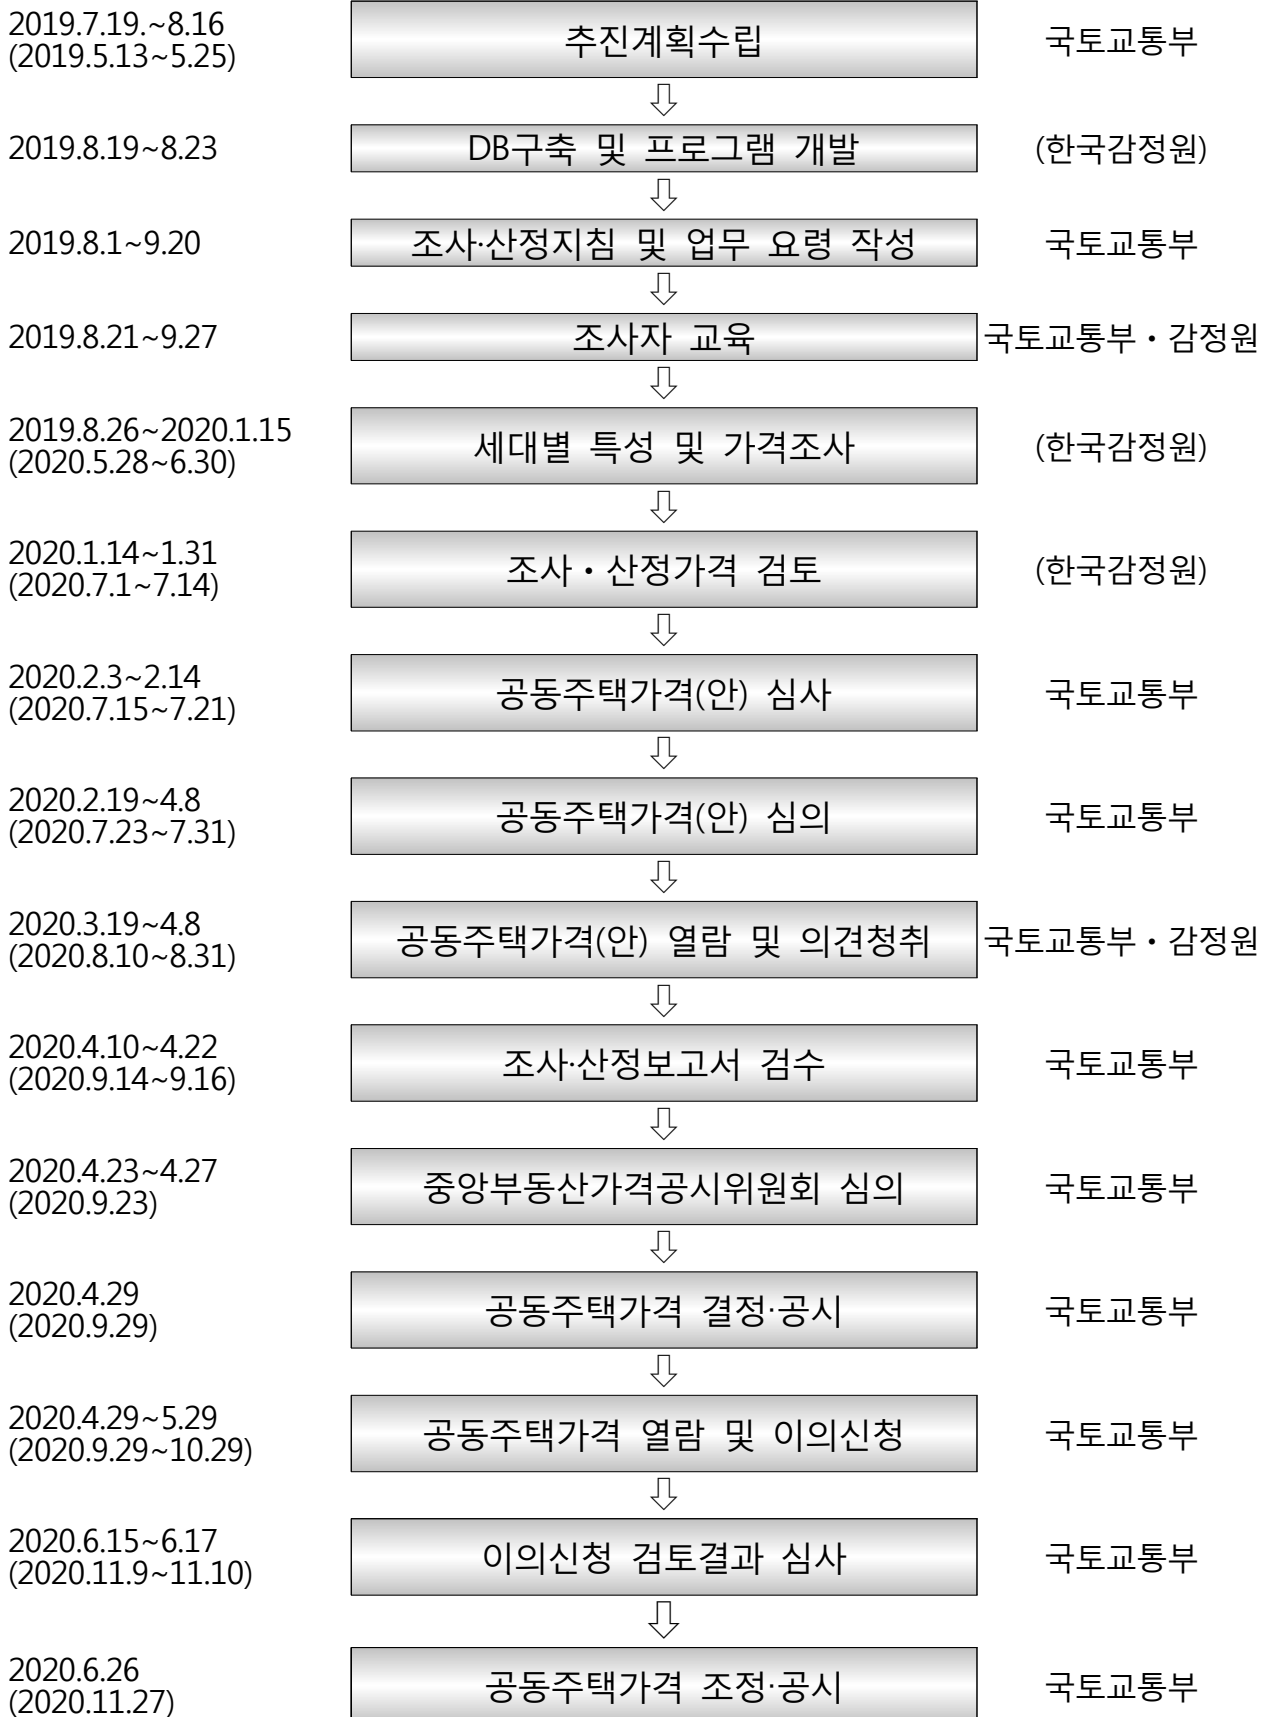 2019.7.19.~8.16
(2019.5.13~5.25)
추진계획수립
국토교통부
2019.8.19~8.23
DB구축 및 프로그램 개발
(한국감정원)
2019.8.1~9.20
조사·산정지침 및 업무 요령 작성
국토교통부
2019.8.21~9.27
조사자 교육
국토교통부・감정원
2019.8.26~2020.1.15
(2020.5.28~6.30)
세대별 특성 및 가격조사
(한국감정원)
2020.1.14~1.31
(2020.7.1~7.14)
조사・산정가격 검토
(한국감정원)
2020.2.3~2.14
(2020.7.15~7.21)
공동주택가격(안) 심사
국토교통부
2020.2.19~4.8
(2020.7.23~7.31)
공동주택가격(안) 심의
국토교통부
2020.3.19~4.8
(2020.8.10~8.31)
공동주택가격(안) 열람 및 의견청취
국토교통부・감정원
2020.4.10~4.22
(2020.9.14~9.16)
조사·산정보고서 검수
국토교통부
2020.4.23~4.27
(2020.9.23)
중앙부동산가격공시위원회 심의
국토교통부
2020.4.29
(2020.9.29)
공동주택가격 결정·공시
국토교통부
2020.4.29~5.29
(2020.9.29~10.29)
공동주택가격 열람 및 이의신청
국토교통부
2020.6.15~6.17
(2020.11.9~11.10)
이의신청 검토결과 심사
국토교통부
2020.6.26
(2020.11.27)
공동주택가격 조정·공시
국토교통부